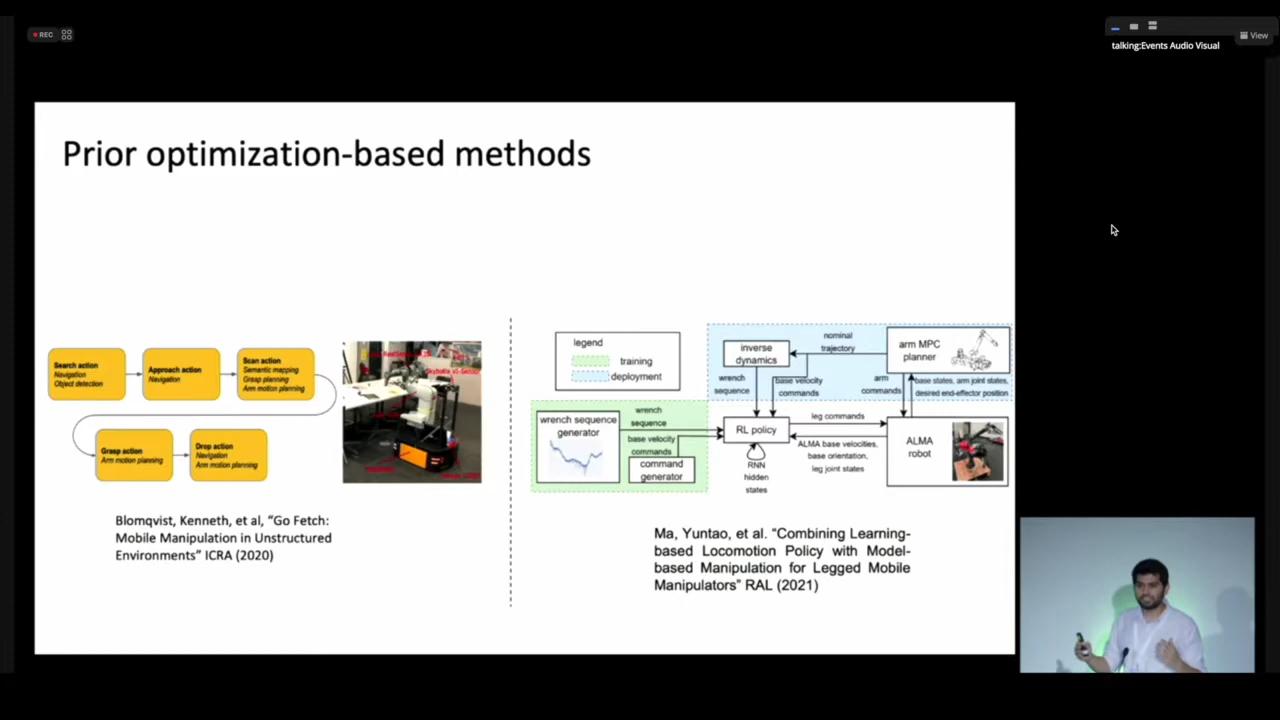 REC
View
talking:Events Audio Visual
Prior optimization-based methods
Search action
Navigation
Object detection
Approach action
Navigation
Scan action
Semantic mapping
Grasp planning
Arm motion planning
Grasp action
Arm motion planning
Drop action
Navigation
Arm motion planning
Blomqvist, Kenneth, et al, “Go Fetch:
Mobile Manipulation in Unstructured
Environments” ICRA (2020)
legend
training
deployment
wrench sequence
generator
wrench
sequence
base velocity
commands
command
generator
inverse
dynamics
nominal
trajectory
arm MPC
planner
wrench
sequence
base velocity
commands
arm
commands
base states, arm joint states,
desired end-effector position
RL policy
RNN
hidden
states
leg commands
ALMA base velocities,
base orientation,
leg joint states
ALMA
robot
Ma, Yuntao, et al. “Combining Learning-
based Locomotion Policy with Model-
based Manipulation for Legged Mobile
Manipulators” RAL (2021)